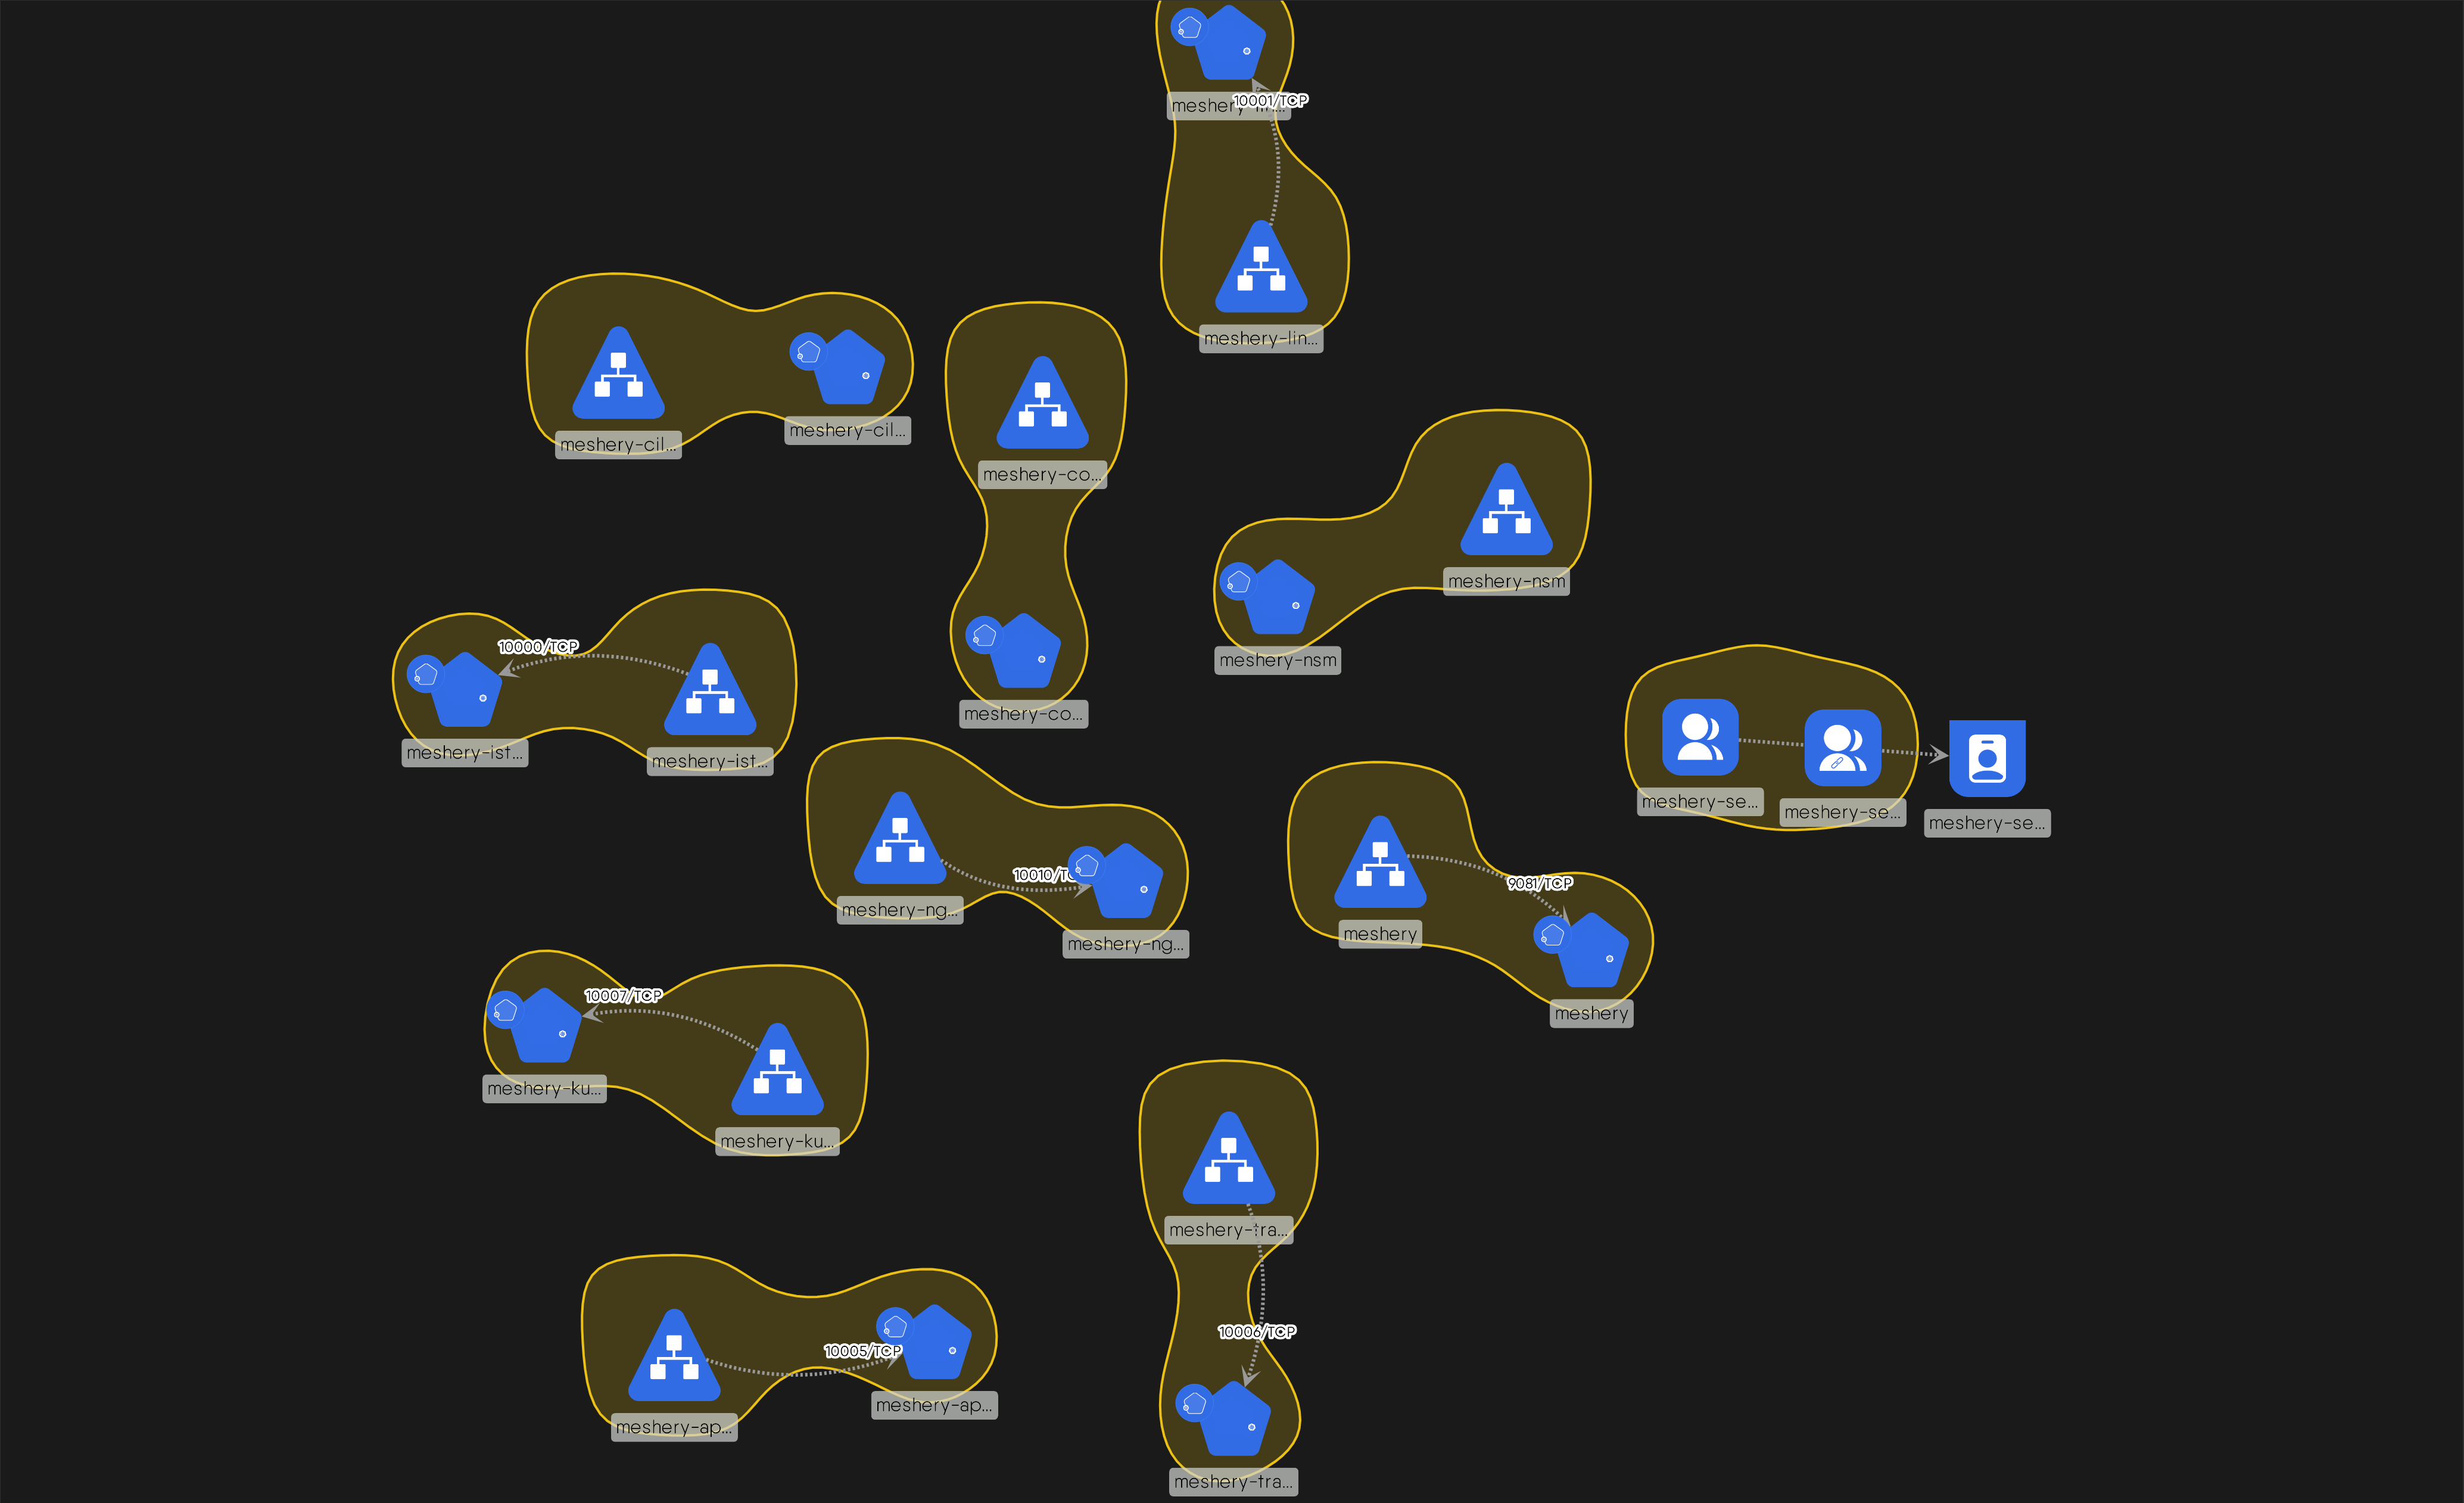 meshery-lin...
10001/TCP
meshery-lin...
meshery-cil...
meshery-cil...
meshery-co...
meshery-co...
meshery-nsm
meshery-nsm
10000/TCP
meshery-ist...
meshery-ist...
meshery-se...
meshery-se...
meshery-se...
meshery-ng...
10010/TC
meshery-ng...
meshery
9081/TCP
meshery
10007/TCP
meshery-ku...
meshery-ku...
meshery-tra...
10006/TCP
meshery-tra...
meshery-ap...
10005/TCP
meshery-ap...